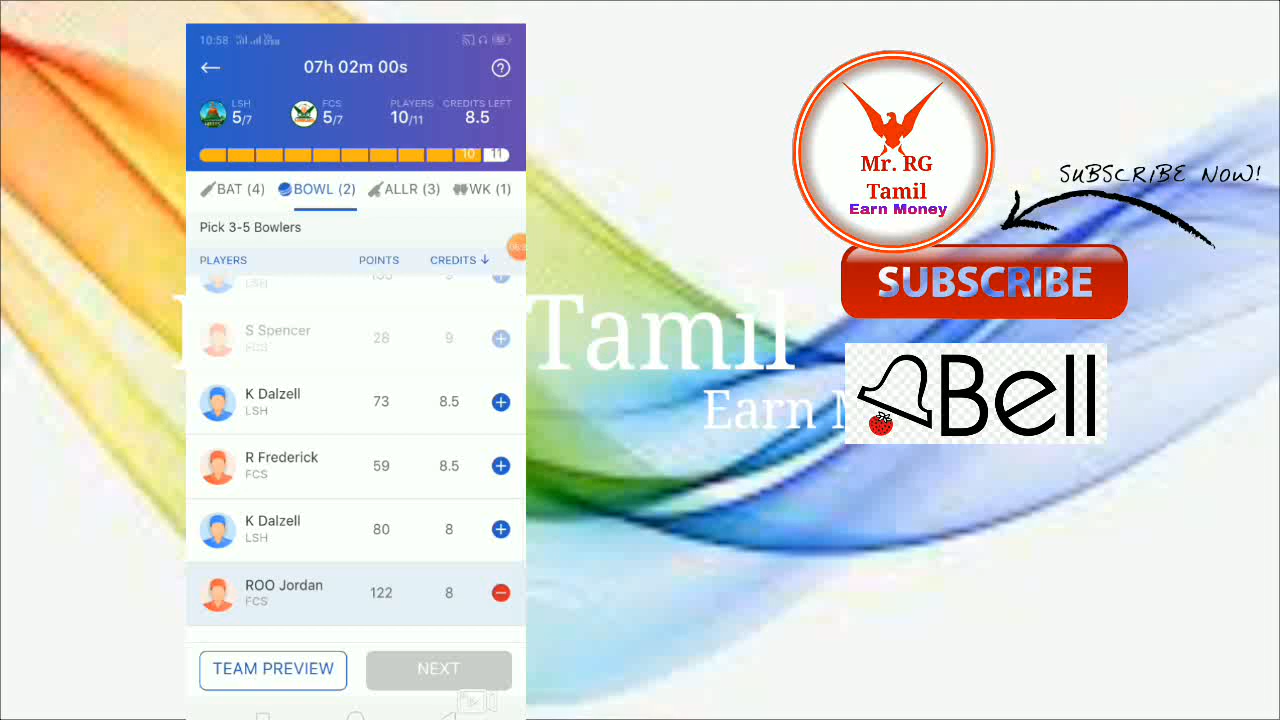 10:58
07h 02m 00s
LSH
5/7
FCS
5/7
PLAYERS
10/11
CREDITS LEFT
8.5
10
11
BAT (4)
BOWL (2)
ALLR (3)
WK (1)
Pick 3-5 Bowlers
PLAYERS POINTS CREDITS ↓
LSH
S Spencer
28
9
K Dalzell
LSH
73
8.5
R Frederick
FCS
59
8.5
K Dalzell
LSH
80
8
ROO Jordan
FCS
122
8
TEAM PREVIEW
NEXT
Tamil
Earn
Mr. RG
Tamil
Earn Money
SUBSCRIBE NOW!
SUBSCRIBE
Bell